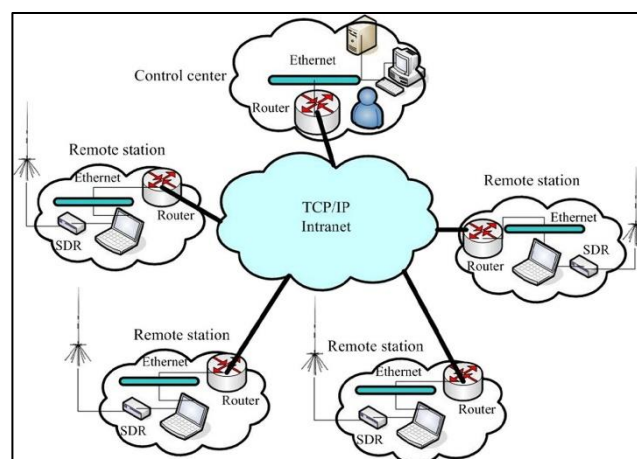 Ethernet
Control center
Router
Remote station
Ethernet
Router
SDR
TCP/IP
Intranet
Remote station
Ethernet
SDR
Router
Remote station
Ethernet
Router
SDR
Remote station
Ethernet
Router
SDR